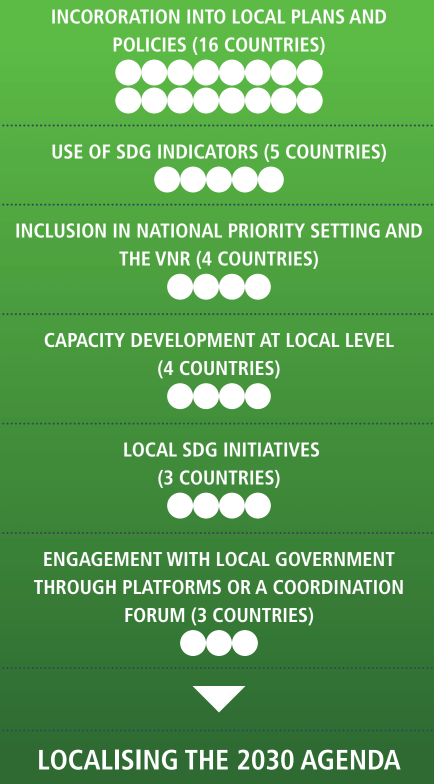 INCORORATION INTO LOCAL PLANS AND
POLICIES (16 COUNTRIES)
USE OF SDG INDICATORS (5 COUNTRIES)
INCLUSION IN NATIONAL PRIORITY SETTING AND
THE VNR (4 COUNTRIES)
CAPACITY DEVELOPMENT AT LOCAL LEVEL
(4 COUNTRIES)
LOCAL SDG INITIATIVES
(3 COUNTRIES)
ENGAGEMENT WITH LOCAL GOVERNMENT
THROUGH PLATFORMS OR A COORDINATION
FORUM (3 COUNTRIES)
LOCALISING THE 2030 AGENDA